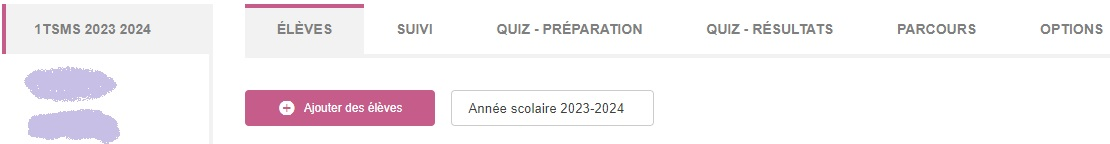 1TSMS 2023 2024
ÉLÈVES
SUIVI
QUIZ - PRÉPARATION
QUIZ - RÉSULTATS
PARCOURS
OPTIONS
Ajouter des élèves
Année scolaire 2023-2024